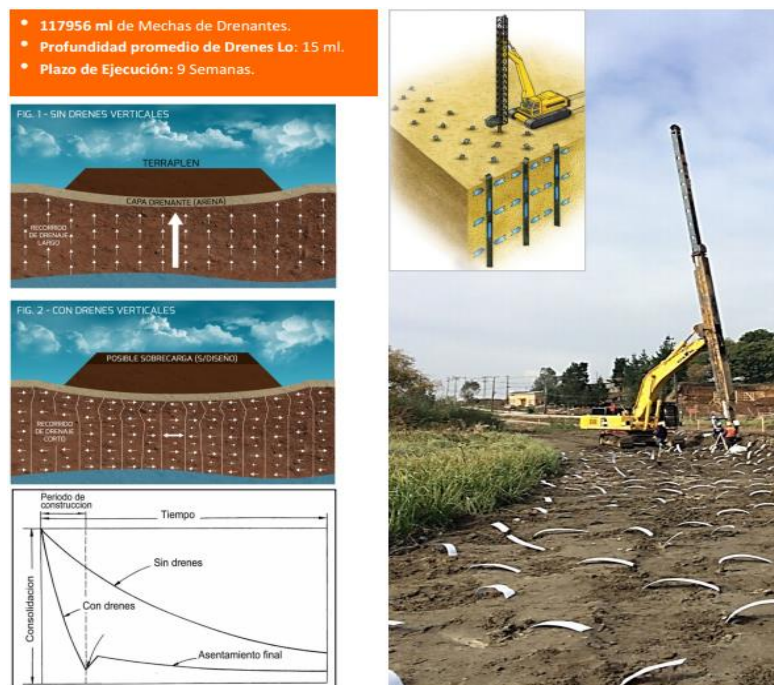 • 117956 ml de Mechas de Drenantes.
• Profundidad promedio de Drenes Lo: 15 ml.
• Plazo de Ejecución: 9 Semanas.
FIG. 1 - SIN DRENES VERTICALES
TERRAPLEN
CAPA DRENANTE (ARENA)
RECORRIDO
DE DRENAJE
LARGO
FIG. 2 - CON DRENES VERTICALES
POSIBLE SOBRECARGA (S/DISEÑO)
RECORRIDO
DE DRENAJE
CORTO
Periodo de
construccion
Tiempo
Consolidacion
Sin drenes
Con drenes
Asentamiento final